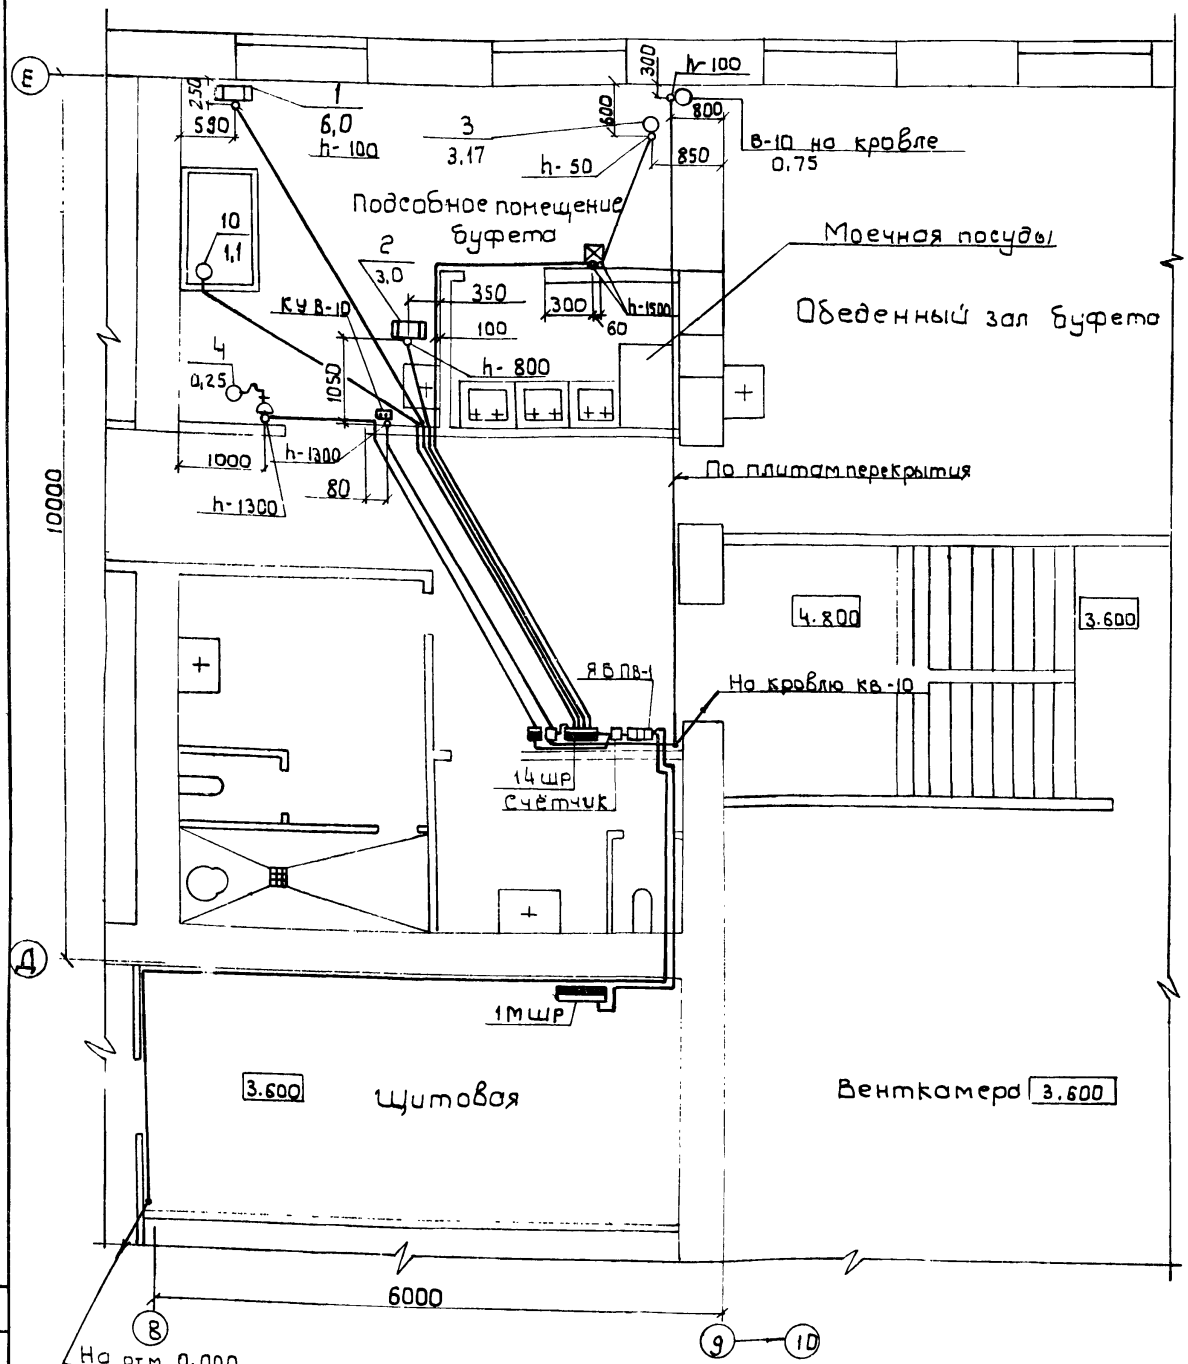 Е
250
590
1
6,0
h-100
3
3,17
h-50
600
300
h-100
800
850
В-10 на кровле
0,75
Подсобное помещение
буфета
Моечная посуды
Обеденный зал буфета
10
1,1
2
3,0
КУ В-10
350
100
300
60
h-1500
h-800
1050
4
0,25
1000
h-1300
h-1300
80
10000
По плитам перекрытия
4.800
3.600
ЯБПВ-1
На кровлю кв-10
14ШР
Счётчик
Д
1МШР
3.600
Щитовая
Венткамера 3.600
6000
8
9
10
На отм. 0.000